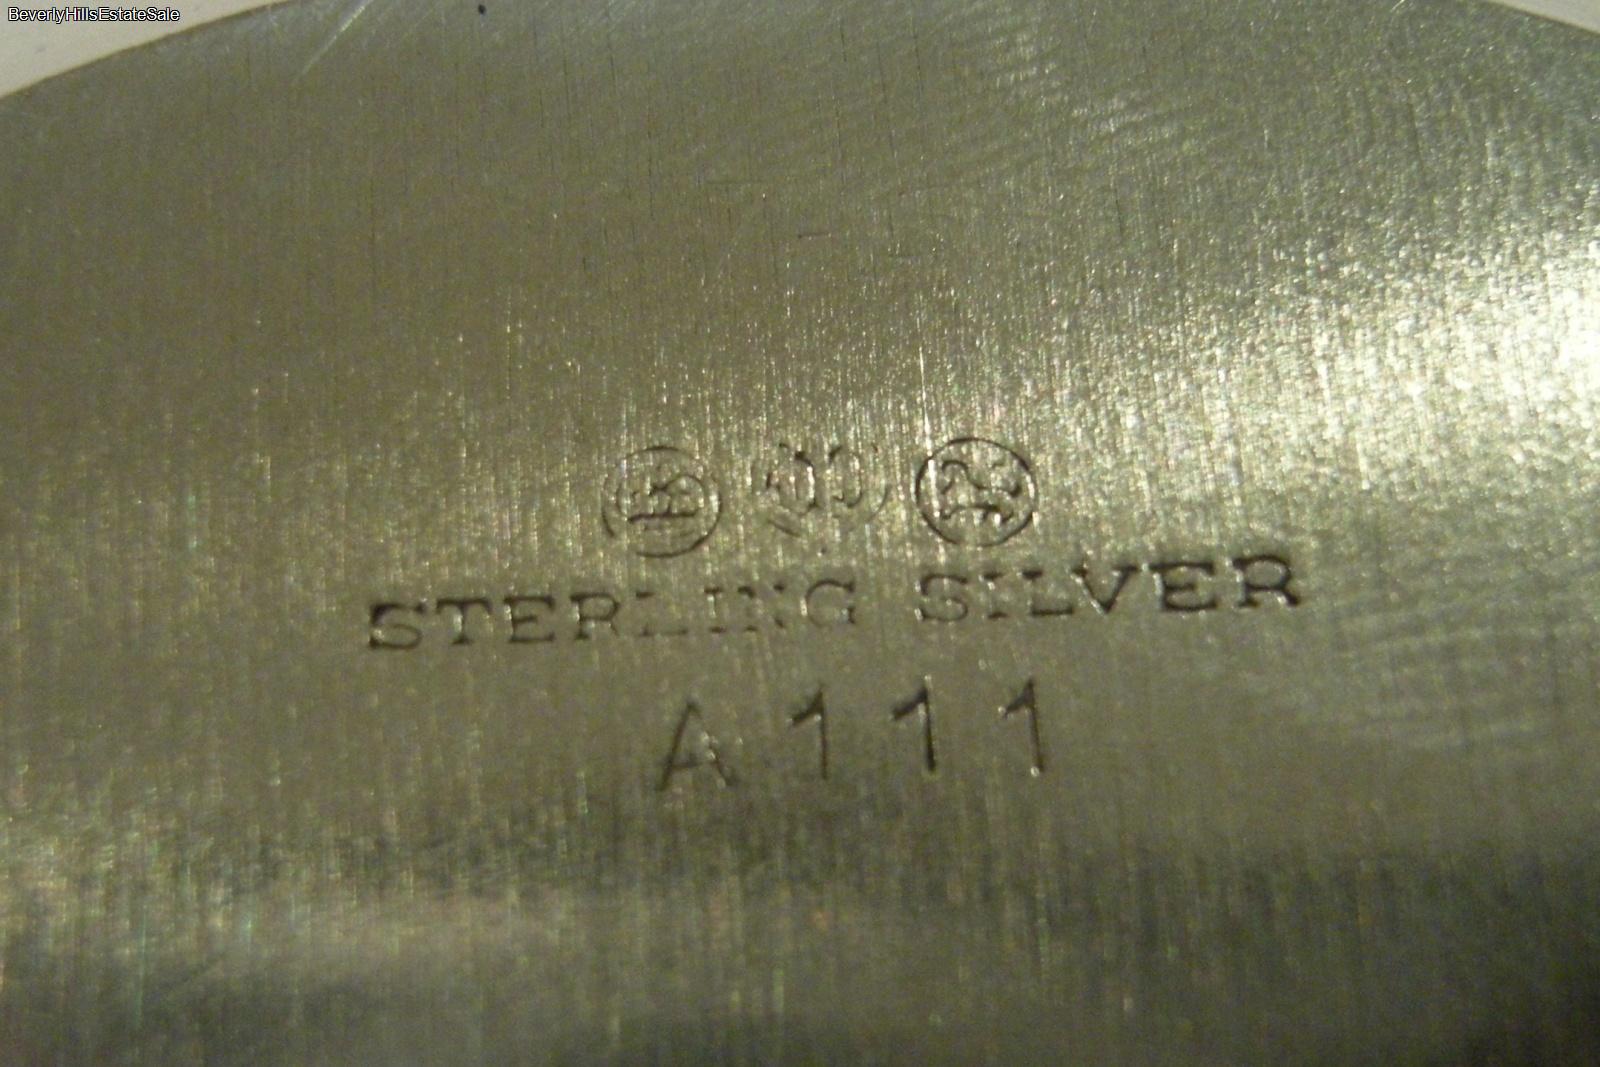 BeverlyHillsEstateSale
STERLING SILVER
A111